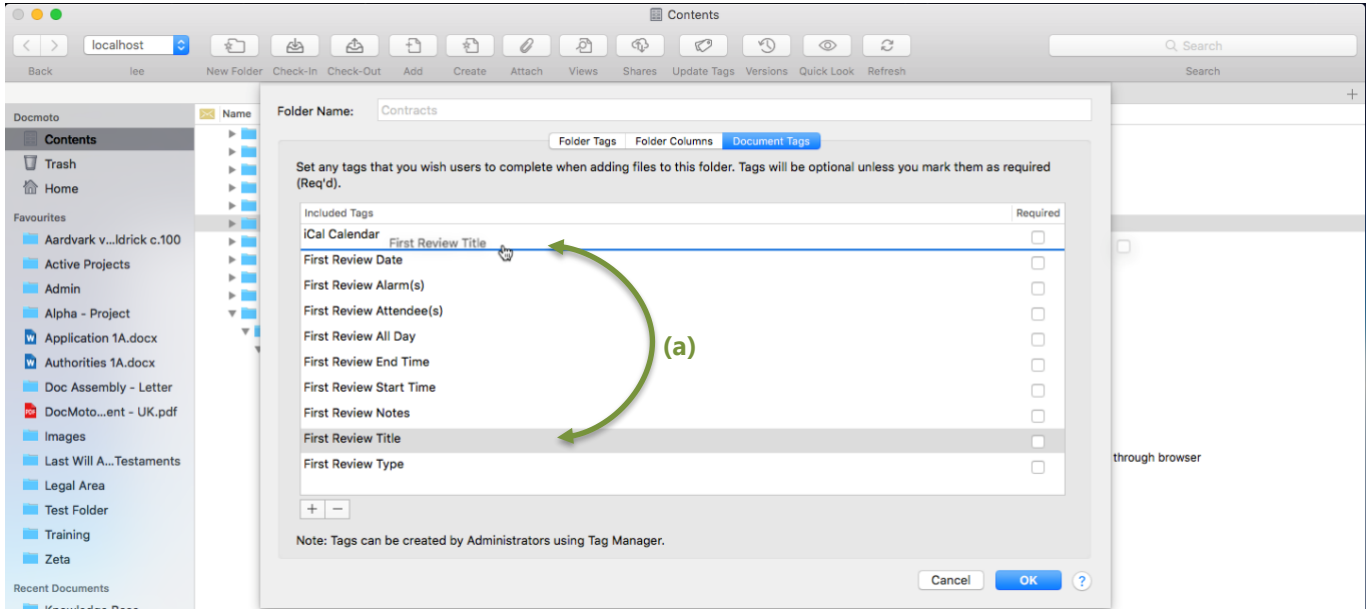 Contents
localhost
Back
lee
New Folder
Check-In
Check-Out
Add
Create
Attach
Views
Shares
Update Tags
Versions
Quick Look
Refresh
Search
Search
Docmoto
Contents
Trash
Home
Favourites
Aardvark v...ldrick c.100
Active Projects
Admin
Alpha - Project
Application 1A.docx
Authorities 1A.docx
Doc Assembly - Letter
DocMoto...ent - UK.pdf
Images
Last Will A...Testaments
Legal Area
Test Folder
Training
Zeta
Recent Documents
Name
Folder Name:
Contracts
Folder Tags
Folder Columns
Document Tags
Set any tags that you wish users to complete when adding files to this folder. Tags will be optional unless you mark them as required
(Req'd).
Included Tags
Required
iCal Calendar
First Review Title
First Review Date
First Review Alarm(s)
First Review Attendee(s)
First Review All Day
First Review End Time
First Review Start Time
First Review Notes
First Review Title
First Review Type
(a)
+ −
Note: Tags can be created by Administrators using Tag Manager.
Cancel
OK
?
through browser